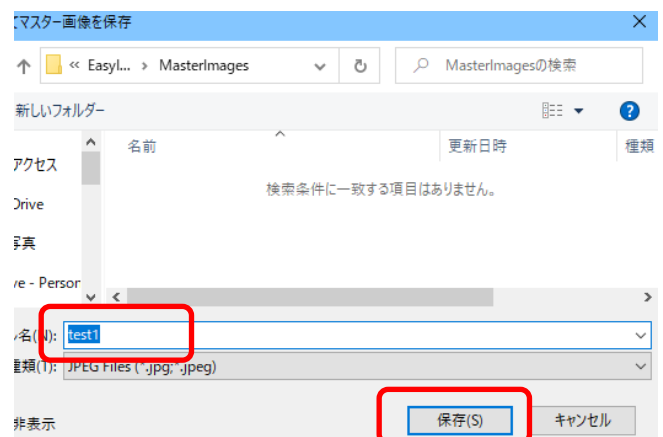 てマスター画像を保存
« EasyI... › MasterImages
MasterImagesの検索
新しいフォルダー
名前
更新日時
種類
アクセス
検索条件に一致する項目はありません。
Drive
写真
ve - Person
ル名(N): test1
種類(T): JPEG Files (*.jpg;*.jpeg)
非表示
保存(S)
キャンセル